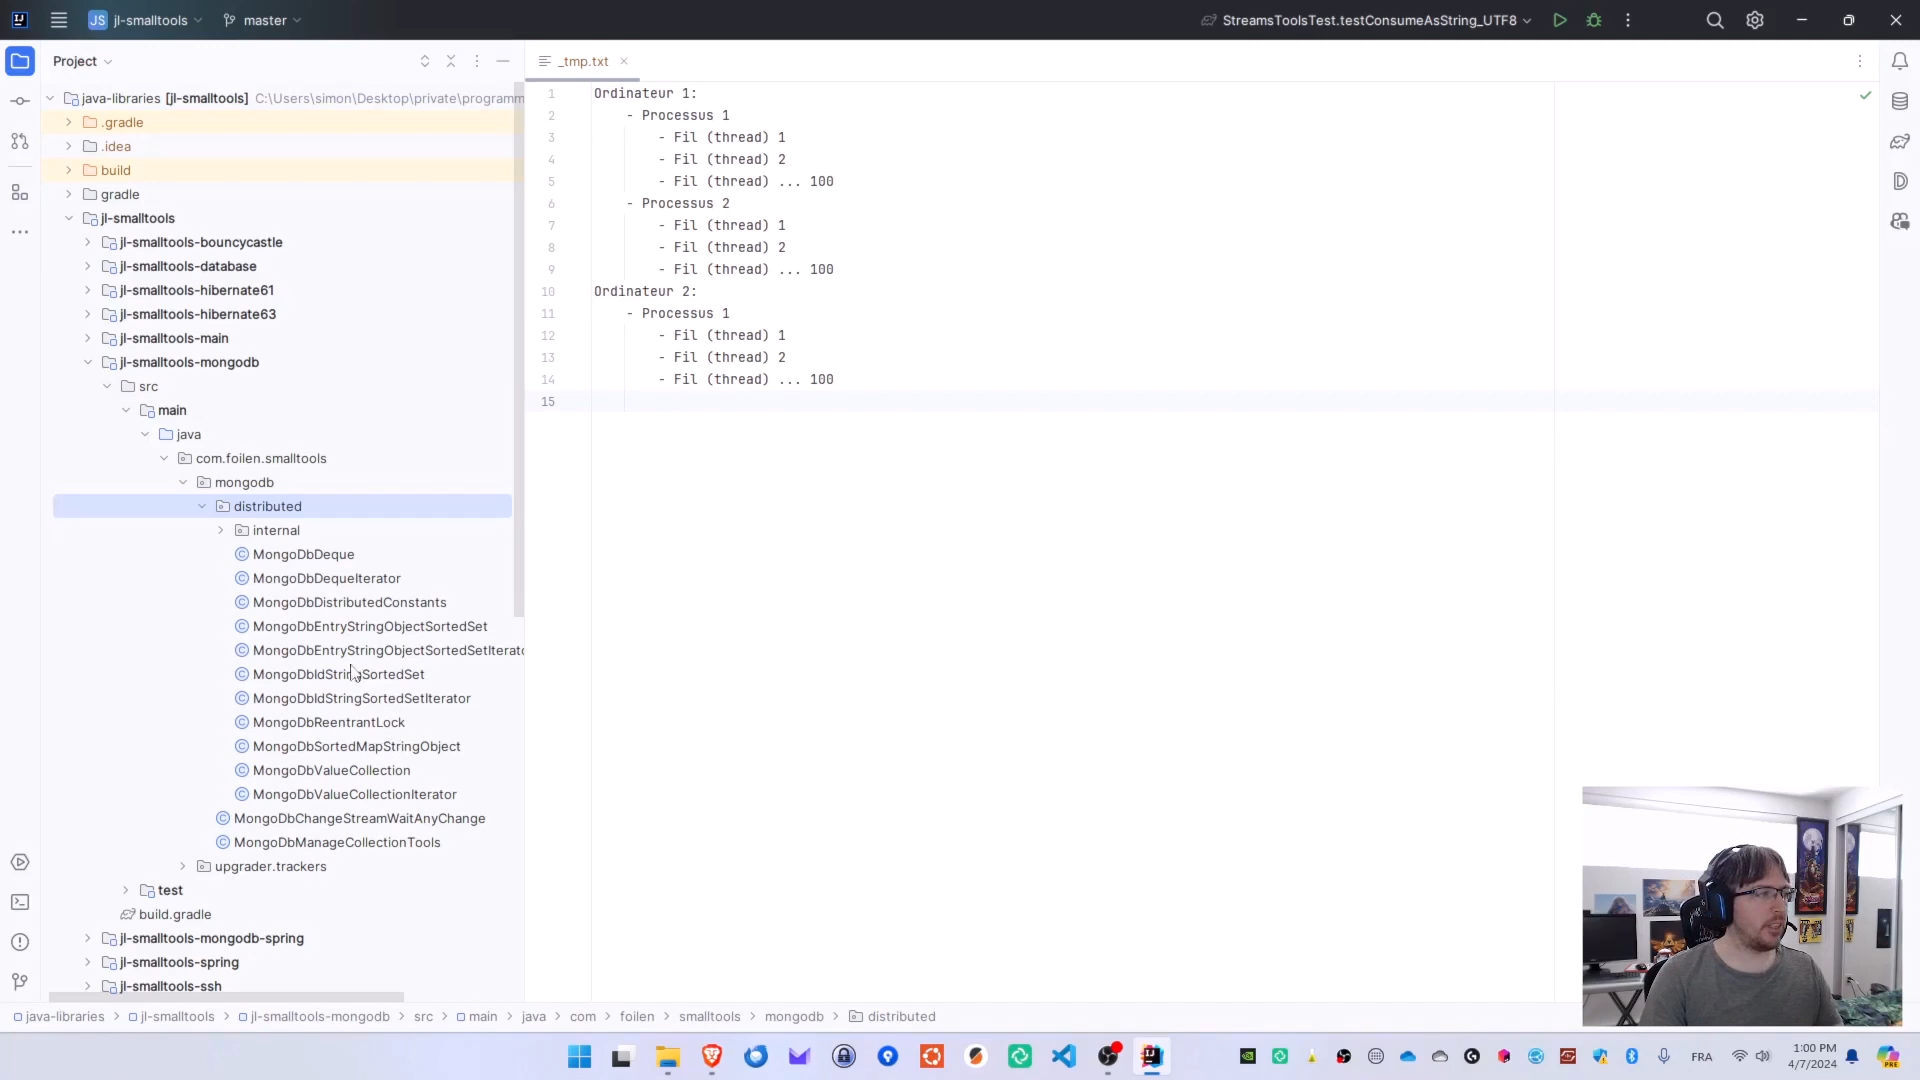 JS jl-smalltools
master
StreamsToolsTest.testConsumeAsString_UTF8
Project
_tmp.txt
java-libraries [jl-smalltools] C:\Users\simon\Desktop\private\programm
.gradle
.idea
build
gradle
jl-smalltools
jl-smalltools-bouncycastle
jl-smalltools-database
jl-smalltools-hibernate61
jl-smalltools-hibernate63
jl-smalltools-main
jl-smalltools-mongodb
src
main
java
com.foilen.smalltools
mongodb
distributed
internal
MongoDbDeque
MongoDbDequeIterator
MongoDbDistributedConstants
MongoDbEntryStringObjectSortedSet
MongoDbEntryStringObjectSortedSetIterato
MongoDbIdStringSortedSet
MongoDbIdStringSortedSetIterator
MongoDbReentrantLock
MongoDbSortedMapStringObject
MongoDbValueCollection
MongoDbValueCollectionIterator
MongoDbChangeStreamWaitAnyChange
MongoDbManageCollectionTools
upgrader.trackers
test
build.gradle
jl-smalltools-mongodb-spring
jl-smalltools-spring
jl-smalltools-ssh
1 Ordinateur 1:
2 - Processus 1
3 - Fil (thread) 1
4 - Fil (thread) 2
5 - Fil (thread) ... 100
6 - Processus 2
7 - Fil (thread) 1
8 - Fil (thread) 2
9 - Fil (thread) ... 100
10 Ordinateur 2:
11 - Processus 1
12 - Fil (thread) 1
13 - Fil (thread) 2
14 - Fil (thread) ... 100
15
java-libraries > jl-smalltools > jl-smalltools-mongodb > src > main > java > com > foilen > smalltools > mongodb > distributed
FRA
1:00 PM
4/7/2024